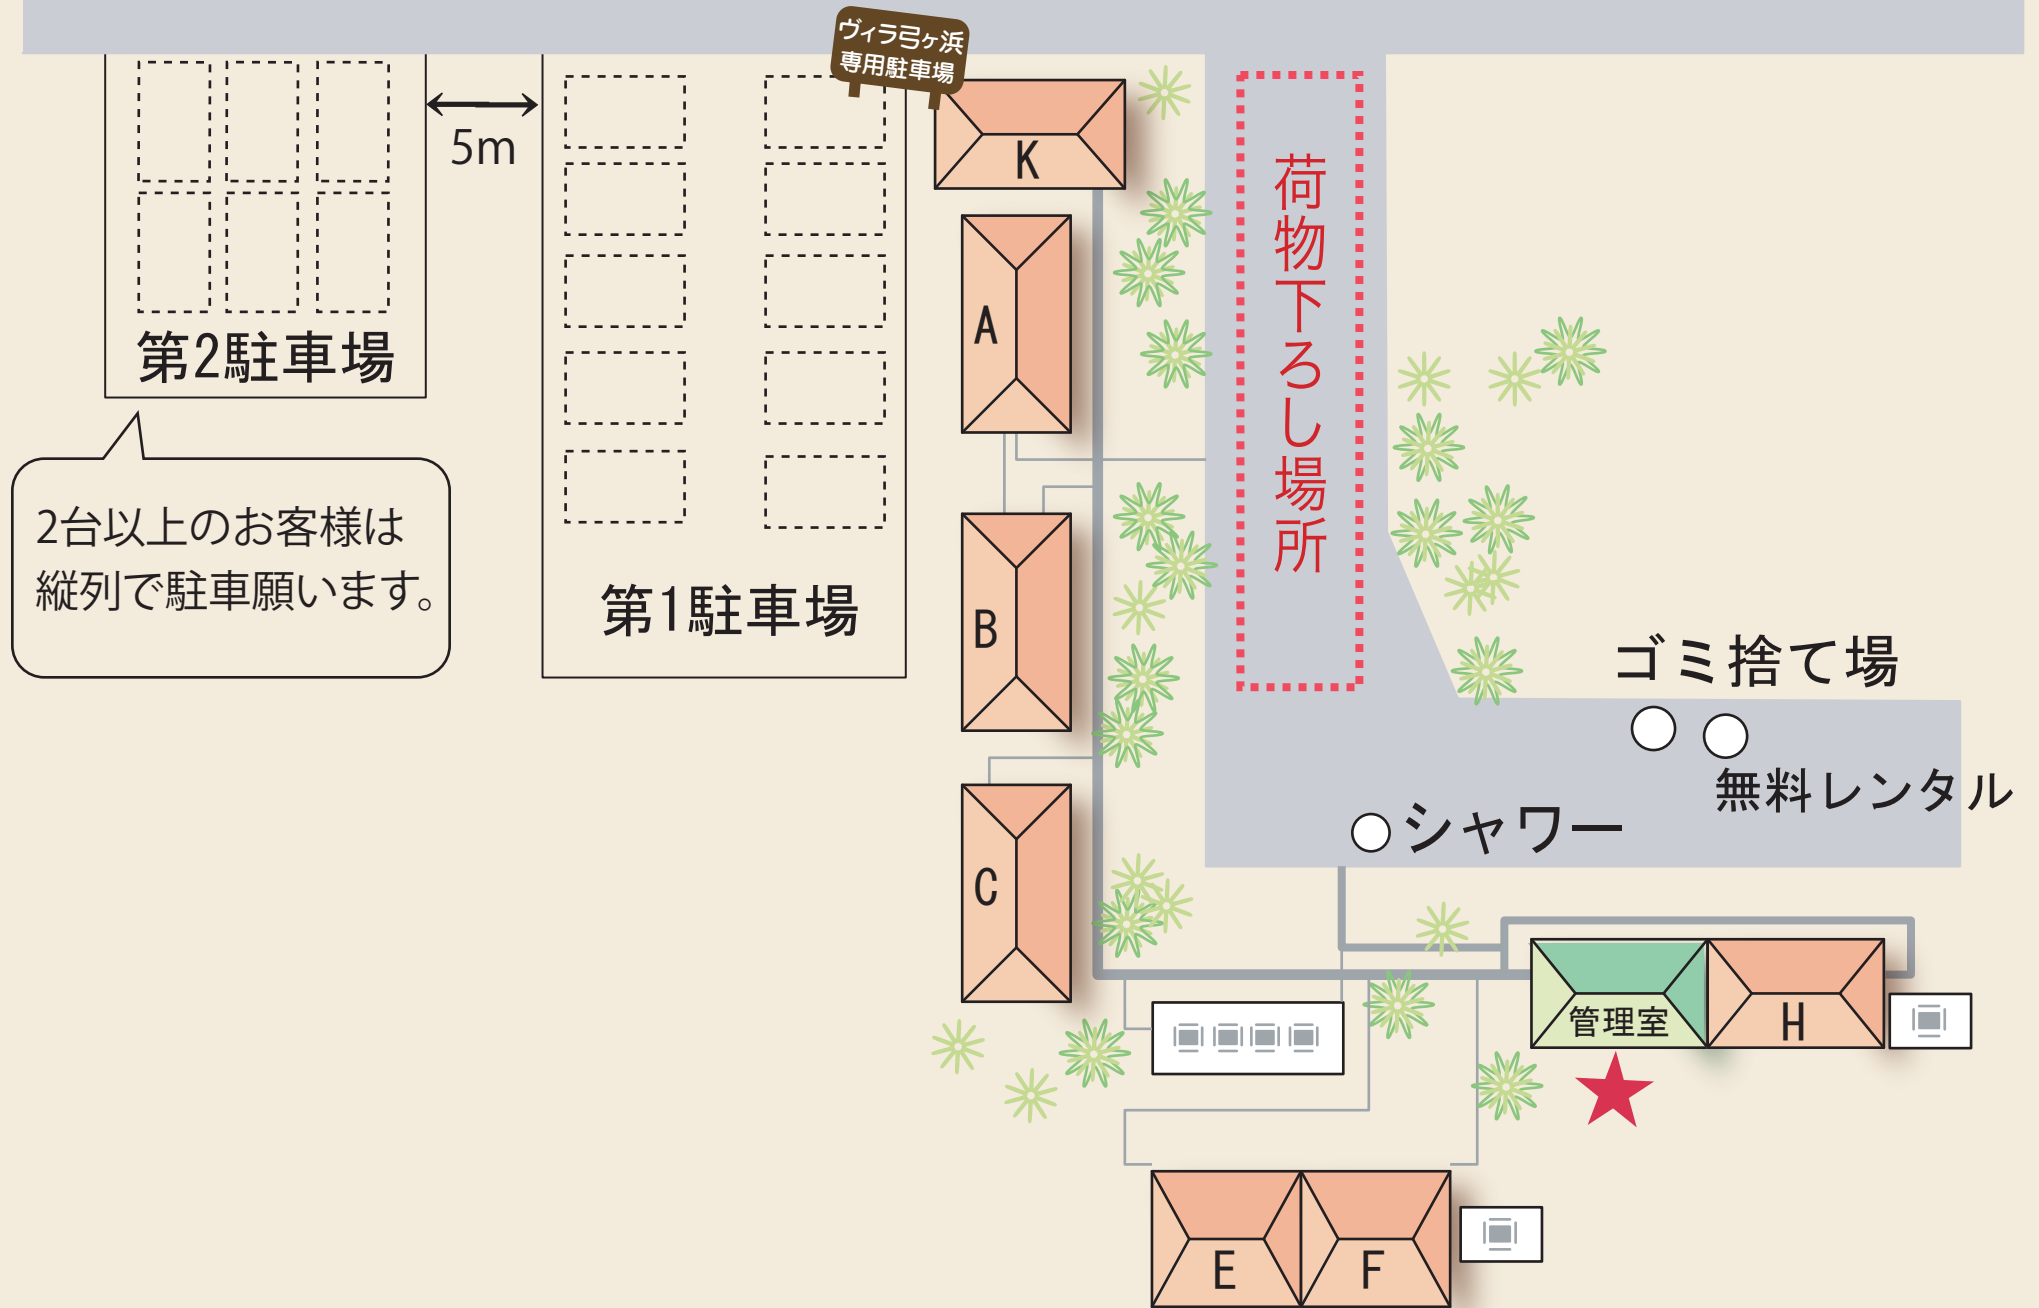 ヴィラ弓ヶ浜
専用駐車場
5m
K
荷物下ろし場所
A
第2駐車場
2台以上のお客様は
縦列で駐車願います。
第1駐車場
B
ゴミ捨て場
無料レンタル
シャワー
C
管理室
H
E
F